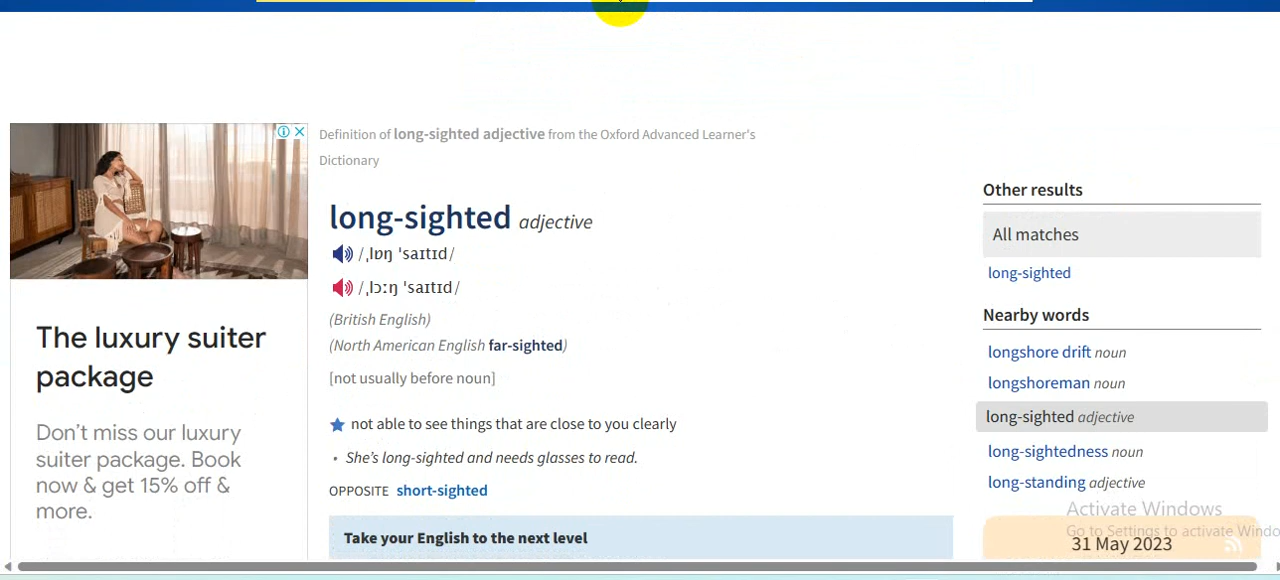 Definition of long-sighted adjective from the Oxford Advanced Learner's
Dictionary
long-sighted adjective
/ˌlɒŋ ˈsaɪtɪd/
/ˌlɔːŋ ˈsaɪtɪd/
(British English)
(North American English far-sighted)
[not usually before noun]
not able to see things that are close to you clearly
• She's long-sighted and needs glasses to read.
OPPOSITE short-sighted
Take your English to the next level
The luxury suiter
package
Don't miss our luxury
suiter package. Book
now & get 15% off &
more.
Other results
All matches
long-sighted
Nearby words
longshore drift noun
longshoreman noun
long-sighted adjective
long-sightedness noun
long-standing adjective
Activate Windows
Go to Settings to activate Windo
31 May 2023